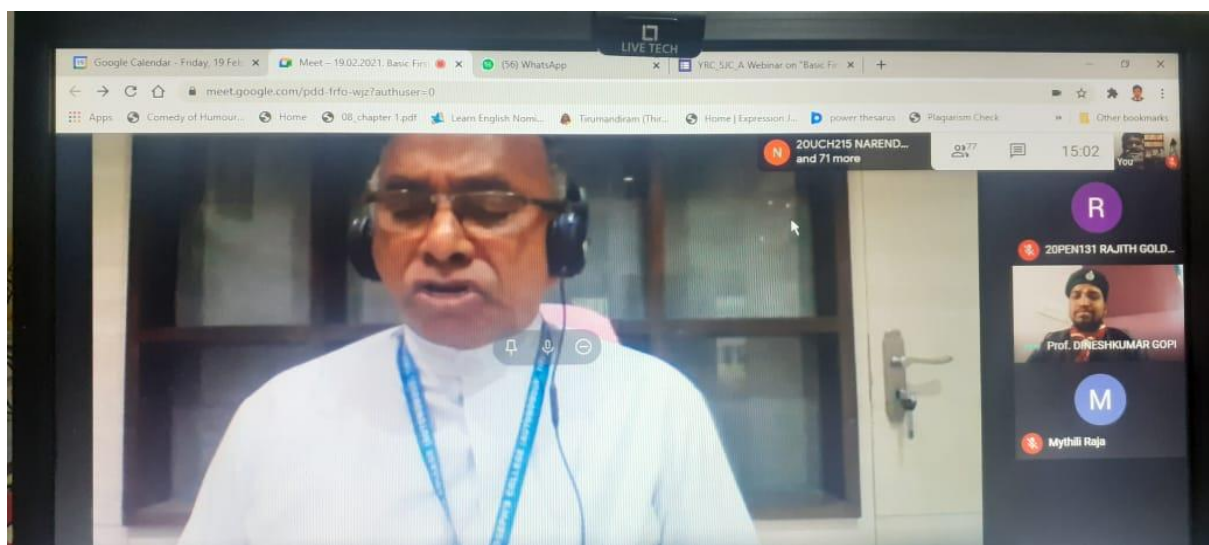 LIVE TECH
Google Calendar - Friday, 19 Feb
Meet – 19.02.2021. Basic Firs
(56) WhatsApp
YRC_SJC_A Webinar on "Basic Fir
meet.google.com/pdd-frfo-wjz?authuser=0
Apps
Comedy of Humour...
Home
08_chapter 1.pdf
Learn English Nomi...
Tirumandiram (Thir...
Home | Expression J...
power thesarus
Plagiarism Check
Other bookmarks
N
20UCH215 NAREND...
and 71 more
77
15:02
You
R
20PEN131 RAJITH GOLD...
Prof. DINESHKUMAR GOPI
M
Mythili Raja
COLLEGE